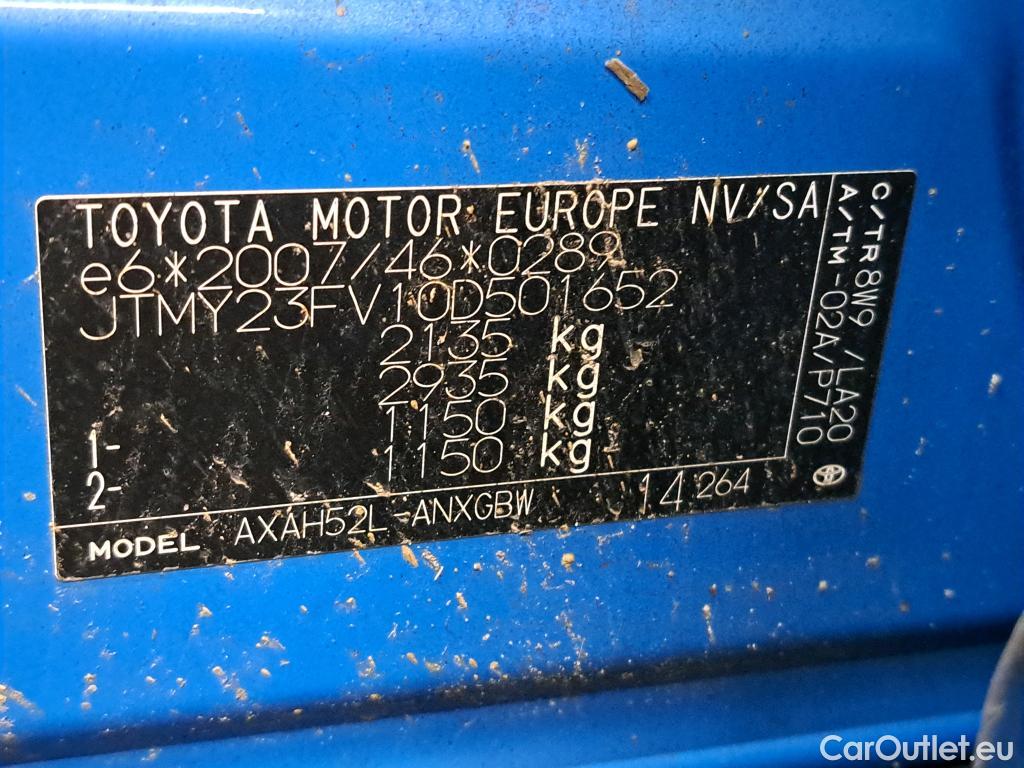 TOYOTA MOTOR EUROPE NV/SA
e6*2007/46*0289
JTMY23FV10D501652
2135 kg
2935 kg
1- 1150 kg
2- 1150 kg
MODEL AXAH52L-ANXGBW 14 264
C/TR 8W9 /LA20
A/TM -02A/P710
CarOutlet.eu